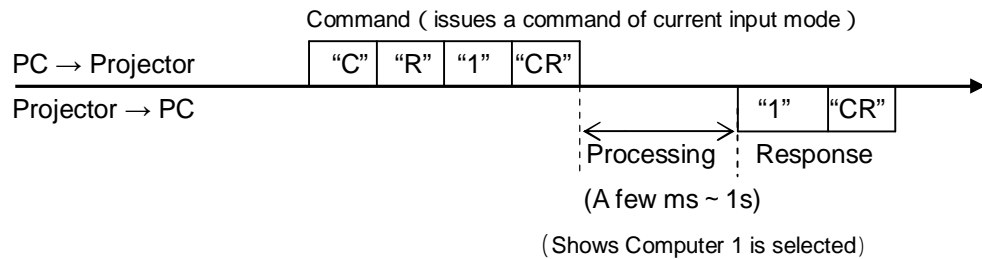 Command ( issues a command of current input mode )
PC → Projector “C” “R” “1” “CR”
Projector → PC “1” “CR”
Processing Response
(A few ms ~ 1s)
(Shows Computer 1 is selected)